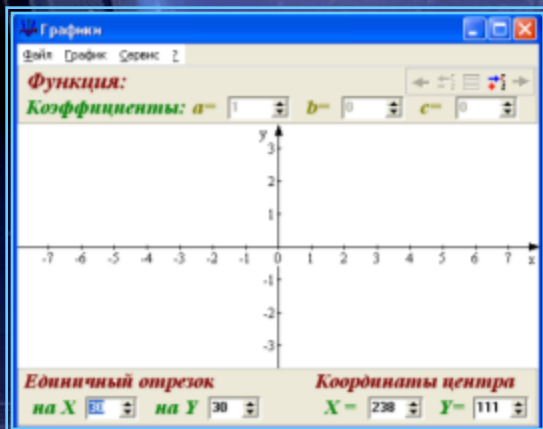 Графики
Файл График Сервис ?
Функция:
Коэффициенты: a= 1 b= 0 c= 0
y
3
2
1
-7 -6 -5 -4 -3 -2 -1 0 1 2 3 4 5 6 7 x
-1
-2
-3
Единичный отрезок Координаты центра
на X 30 на Y 30 X = 238 Y= 111